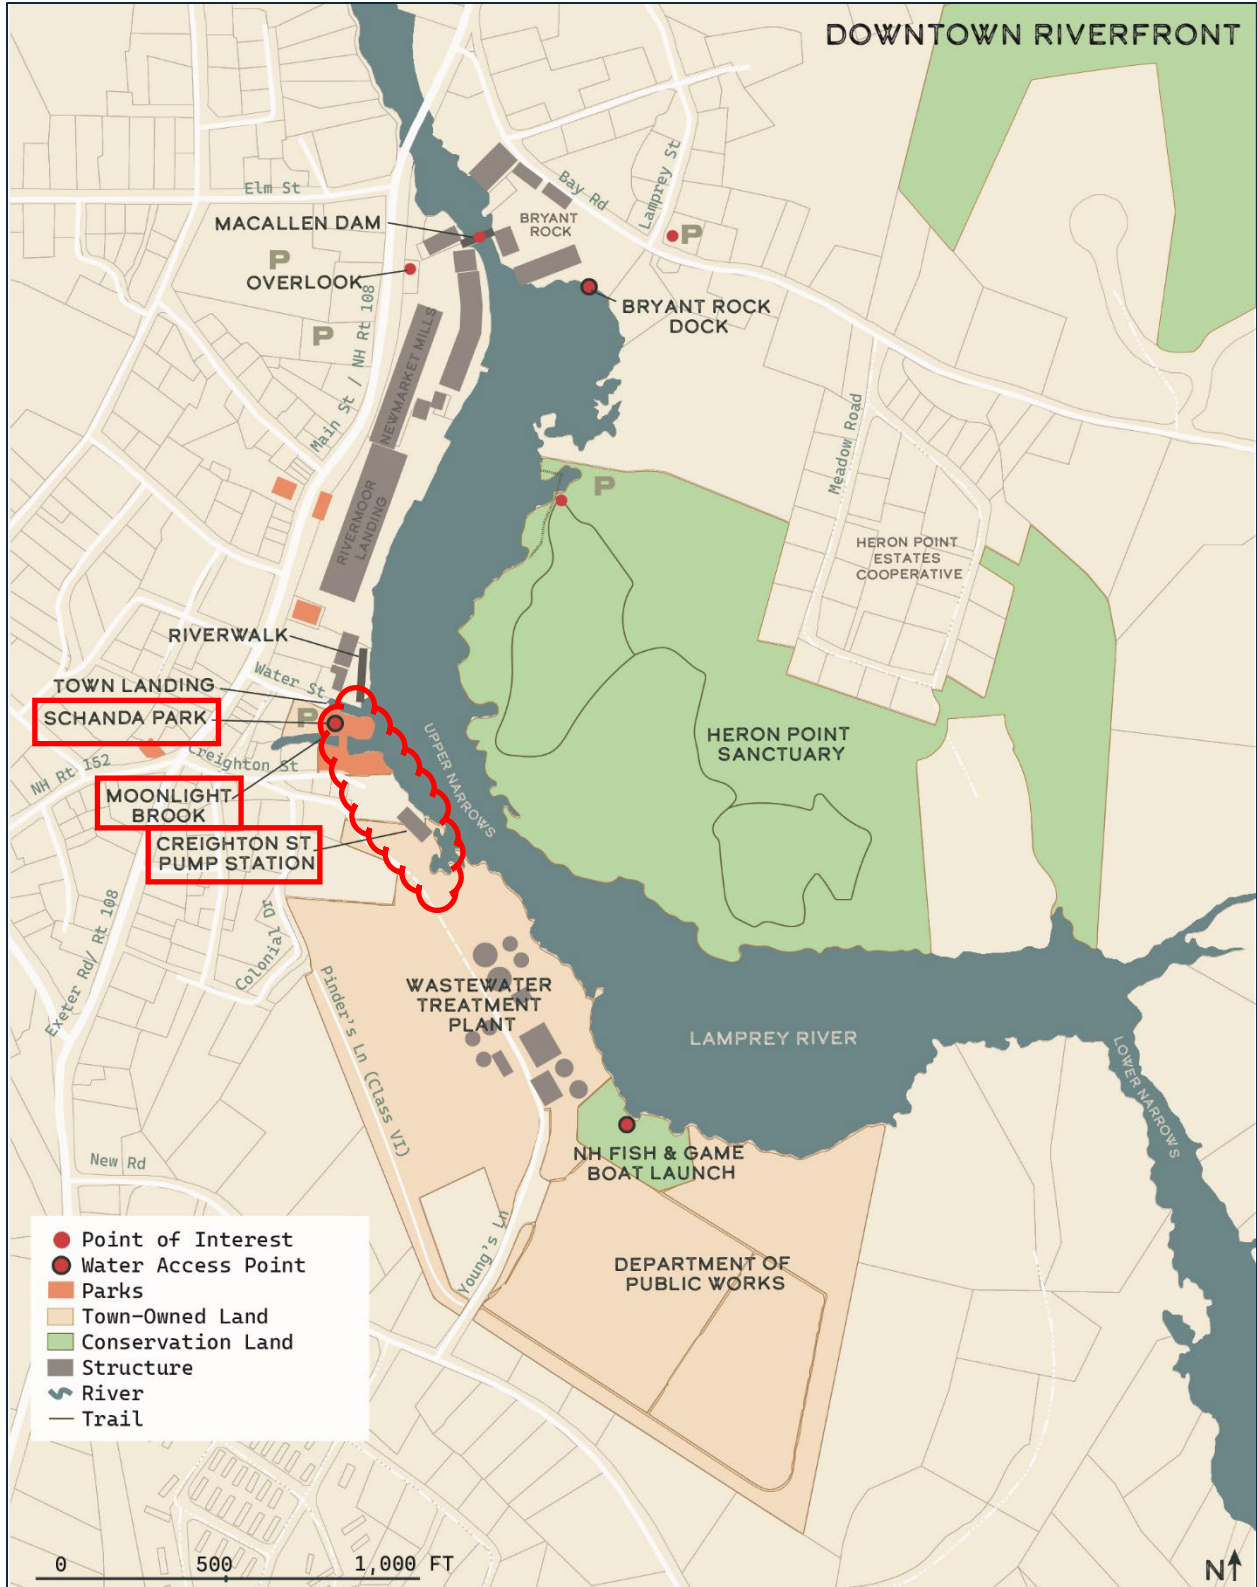 DOWNTOWN RIVERFRONT
Elm St
MACALLEN DAM
P
OVERLOOK
P
Bay Rd
Lamprey St
BRYANT
ROCK
P
BRYANT ROCK
DOCK
Main St / NH Rt 108
NEWMARKET MILLS
RIVERMOOR
LANDING
P
Meadow Road
HERON POINT
ESTATES
COOPERATIVE
RIVERWALK
Water St
TOWN LANDING
SCHANDA PARK
P
Creighton St
NH Rt 152
MOONLIGHT
BROOK
CREIGHTON ST
PUMP STATION
UPPER NARROWS
HERON POINT
SANCTUARY
Exeter Rd/ Rt 108
Colonial Dr
Pinder's Ln (Class VI)
WASTEWATER
TREATMENT
PLANT
LAMPREY RIVER
LOWER NARROWS
NH FISH & GAME
BOAT LAUNCH
New Rd
Young's Ln
DEPARTMENT OF
PUBLIC WORKS
Point of Interest
Water Access Point
Parks
Town-Owned Land
Conservation Land
Structure
River
Trail
0 500 1,000 FT
N